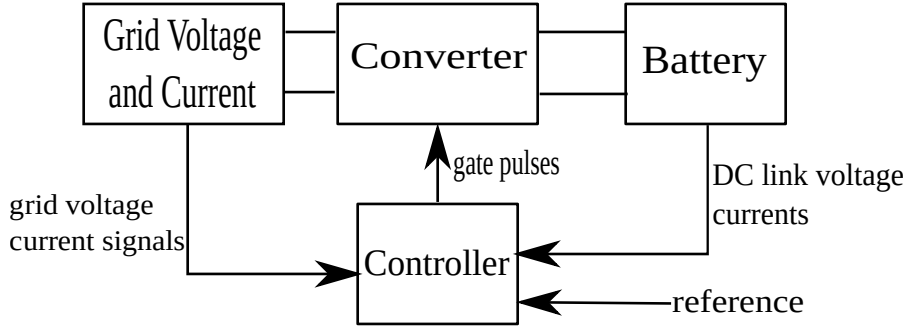 Grid Voltage
and Current
Converter
Battery
gate pulses
grid voltage
current signals
DC link voltage
currents
Controller
reference